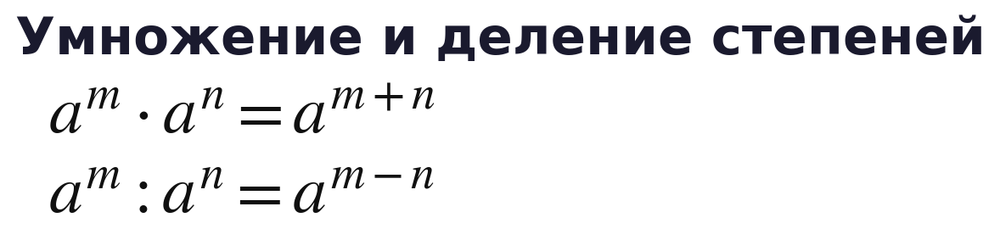 Умножение и деление степеней
a^m · a^n = a^{m+n}
a^m : a^n = a^{m−n}